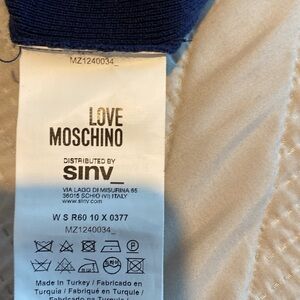 MZ1240034_
LOVE
MOSCHINO
DISTRIBUTED BY
sinv_
VIA LAGO DI MISURINA 65
36015 SCHIO (VI) ITALY
www.sinv.com
W S R60 10 X 0377
MZ1240034_
Made in Turkey / Fabricado en
Turquia / Fabriqué en Turquie /
Fabricado na Turquia /